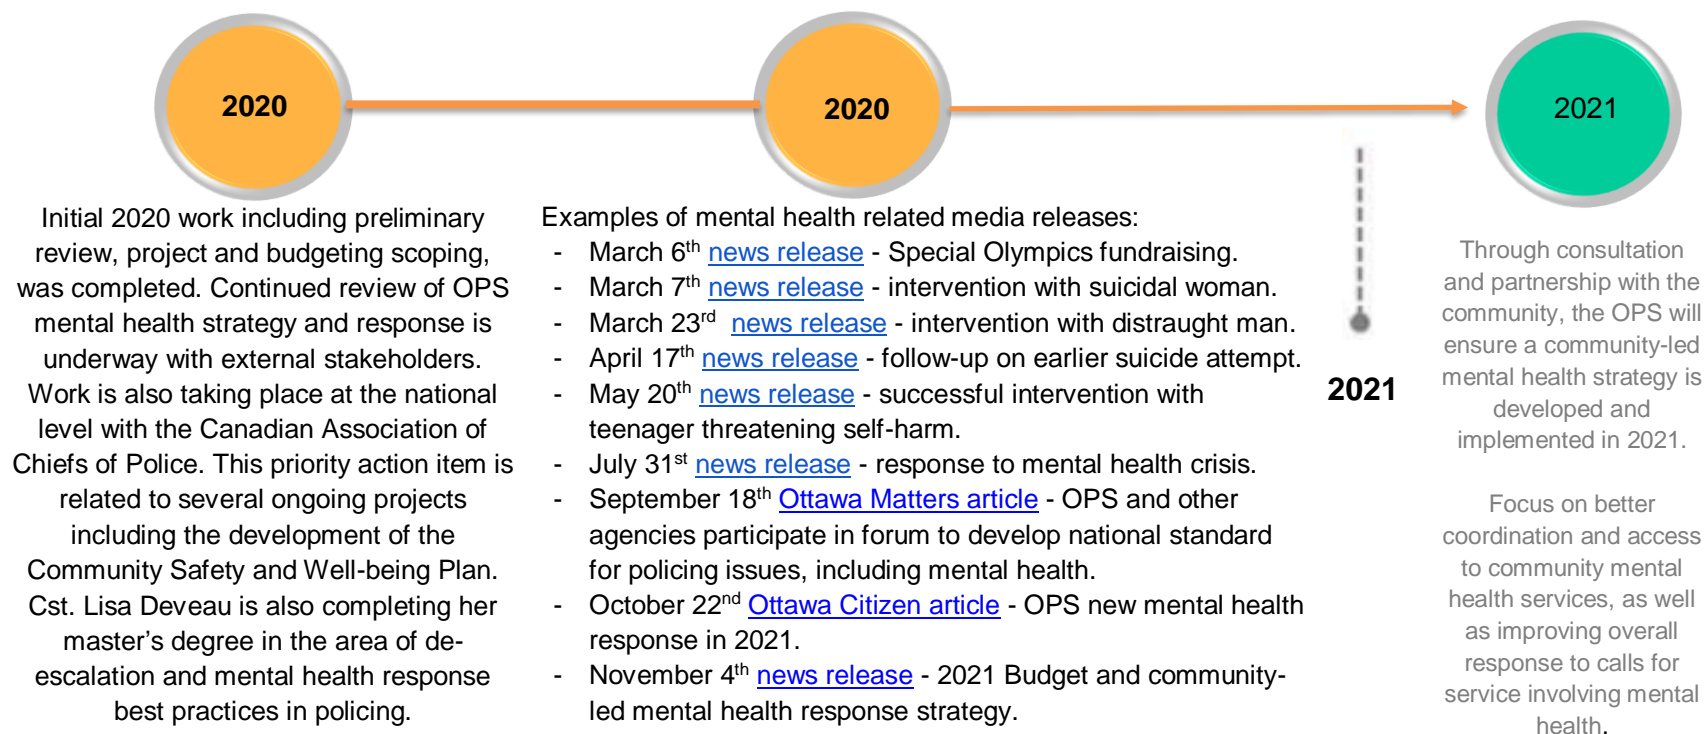 2020
Initial 2020 work including preliminary
review, project and budgeting scoping,
was completed. Continued review of OPS
mental health strategy and response is
underway with external stakeholders.
Work is also taking place at the national
level with the Canadian Association of
Chiefs of Police. This priority action item is
related to several ongoing projects
including the development of the
Community Safety and Well-being Plan.
Cst. Lisa Deveau is also completing her
master's degree in the area of de-
escalation and mental health response
best practices in policing.
2020
Examples of mental health related media releases:
- March 6th news release - Special Olympics fundraising.
- March 7th news release - intervention with suicidal woman.
- March 23rd news release - intervention with distraught man.
- April 17th news release - follow-up on earlier suicide attempt.
- May 20th news release - successful intervention with
teenager threatening self-harm.
- July 31st news release - response to mental health crisis.
- September 18th Ottawa Matters article - OPS and other
agencies participate in forum to develop national standard
for policing issues, including mental health.
- October 22nd Ottawa Citizen article - OPS new mental health
response in 2021.
- November 4th news release - 2021 Budget and community-
led mental health response strategy.
2021
2021
Through consultation
and partnership with the
community, the OPS will
ensure a community-led
mental health strategy is
developed and
implemented in 2021.
Focus on better
coordination and access
to community mental
health services, as well
as improving overall
response to calls for
service involving mental
health.